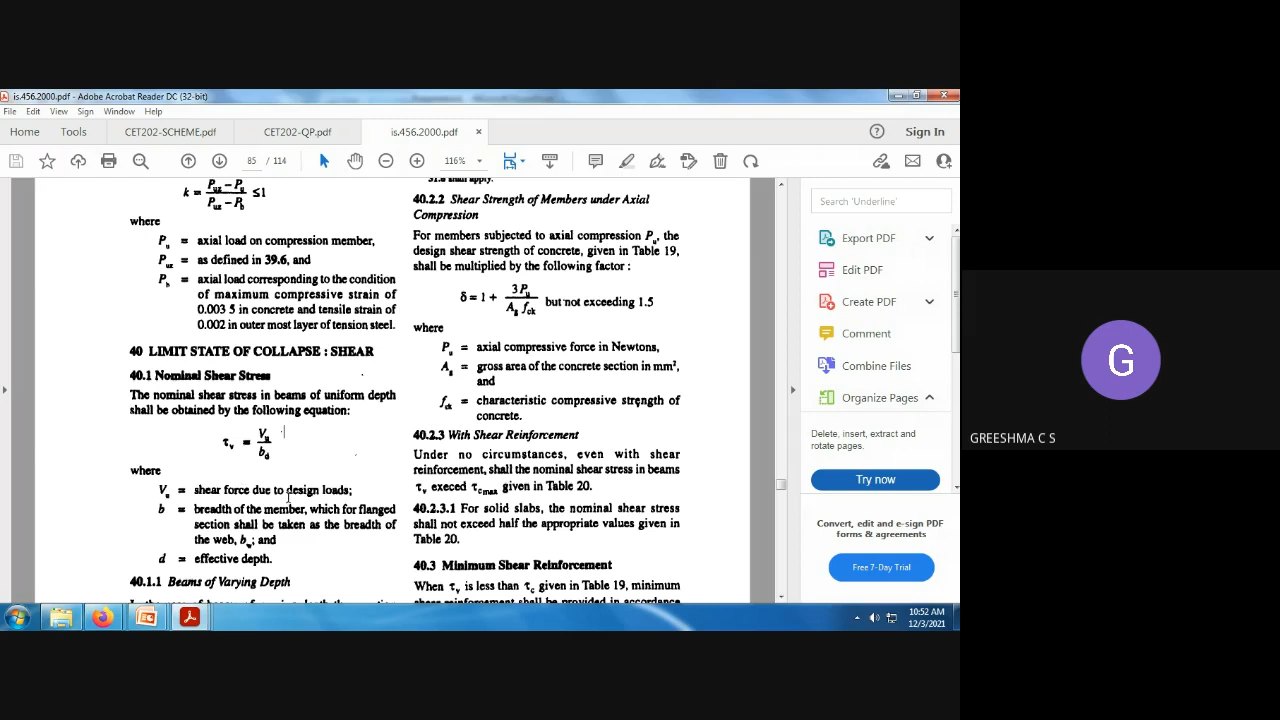 is.456.2000.pdf - Adobe Acrobat Reader DC (32-bit)
File Edit View Sign Window Help
Home Tools CET202-SCHEME.pdf CET202-QP.pdf is.456.2000.pdf × Sign In
85 / 114 116%
k = (Puz – Pu) / (Puz – Pb) ≤ 1
where
Pu = axial load on compression member,
Puz = as defined in 39.6, and
Pb = axial load corresponding to the condition
of maximum compressive strain of
0.003 5 in concrete and tensile strain of
0.002 in outer most layer of tension steel.
40 LIMIT STATE OF COLLAPSE : SHEAR
40.1 Nominal Shear Stress
The nominal shear stress in beams of uniform depth
shall be obtained by the following equation:
τv = Vu / bd
where
Vu = shear force due to design loads;
b = breadth of the member, which for flanged
section shall be taken as the breadth of
the web, bw; and
d = effective depth.
40.1.1 Beams of Varying Depth
shall apply.
40.2.2 Shear Strength of Members under Axial
Compression
For members subjected to axial compression Pu, the
design shear strength of concrete, given in Table 19,
shall be multiplied by the following factor :
δ = 1 + 3Pu / (Ag fck) but not exceeding 1.5
where
Pu = axial compressive force in Newtons,
Ag = gross area of the concrete section in mm²,
and
fck = characteristic compressive strength of
concrete.
40.2.3 With Shear Reinforcement
Under no circumstances, even with shear
reinforcement, shall the nominal shear stress in beams
τv execed τcmax given in Table 20.
40.2.3.1 For solid slabs, the nominal shear stress
shall not exceed half the appropriate values given in
Table 20.
40.3 Minimum Shear Reinforcement
When τv is less than τc given in Table 19, minimum
shear reinforcement shall be provided in accordance
Search 'Underline'
Export PDF
Edit PDF
Create PDF
Comment
Combine Files
Organize Pages
Delete, insert, extract and
rotate pages.
Try now
Convert, edit and e-sign PDF
forms & agreements
Free 7-Day Trial
10:52 AM
12/3/2021
G
GREESHMA C S